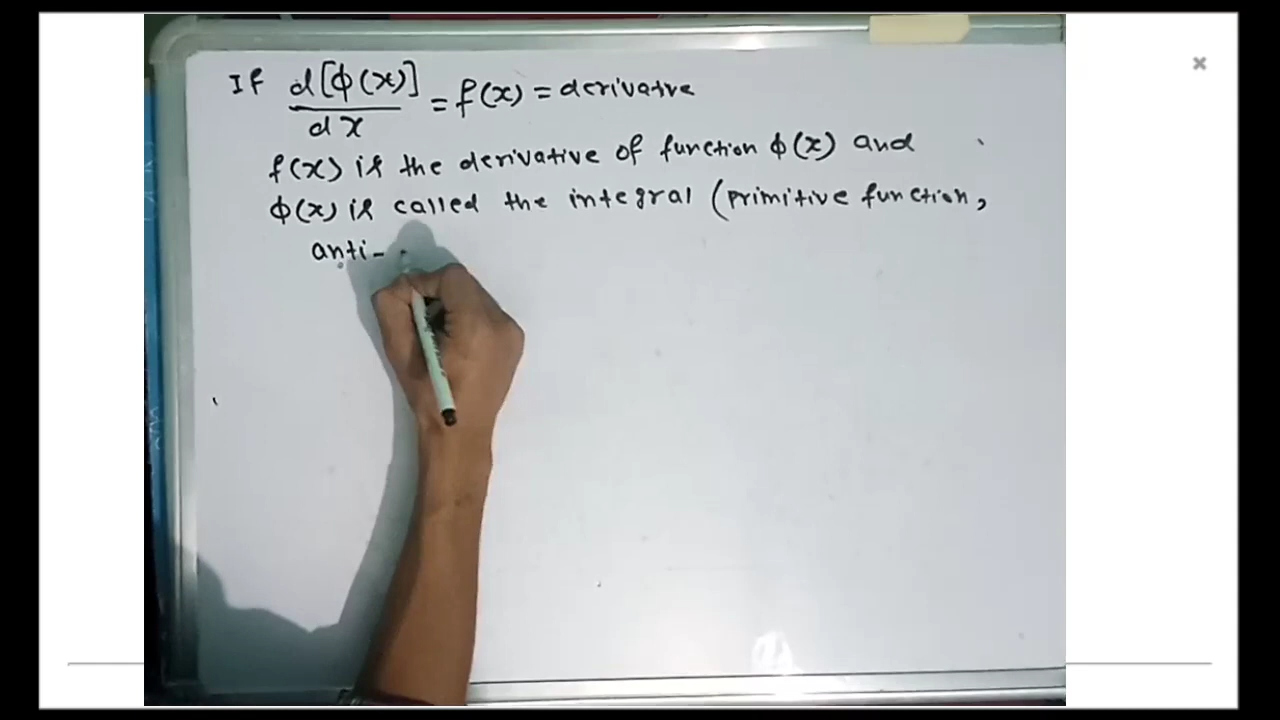 If d[ϕ(x)]/dx = f(x) = derivative
f(x) is the derivative of function ϕ(x) and
ϕ(x) is called the integral (primitive function,
anti-